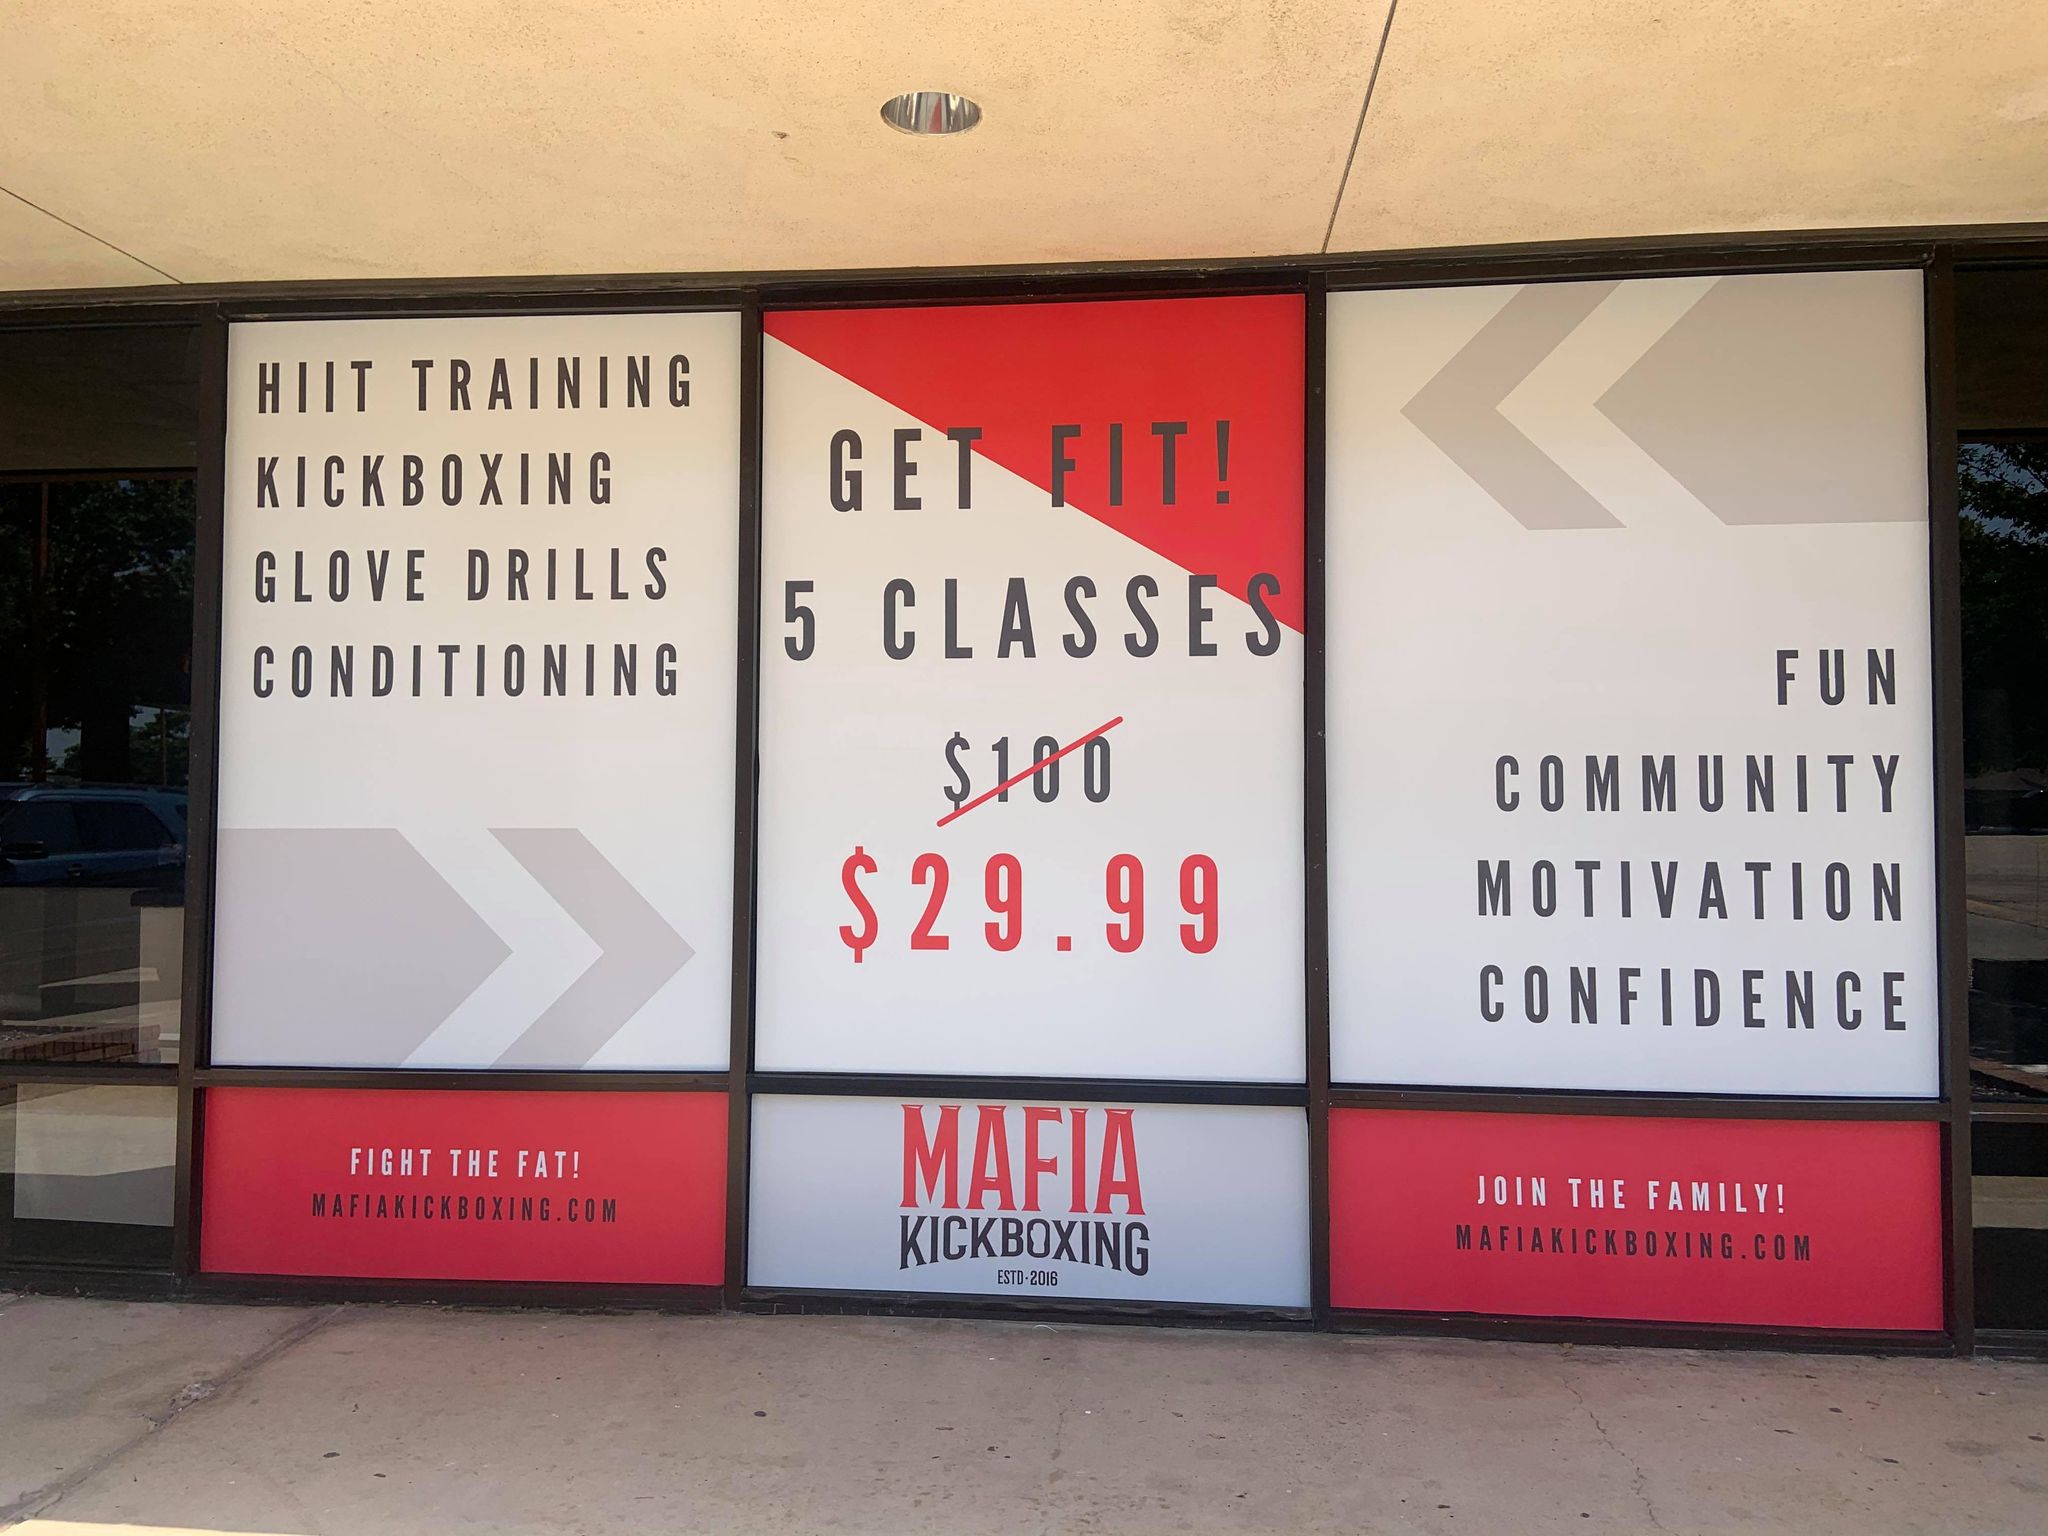 HIIT TRAINING
KICKBOXING
GLOVE DRILLS
CONDITIONING
FIGHT THE FAT!
MAFIAKICKBOXING.COM
GET FIT!
5 CLASSES
$100
$29.99
MAFIA
KICKBOXING
ESTD·2016
FUN
COMMUNITY
MOTIVATION
CONFIDENCE
JOIN THE FAMILY!
MAFIAKICKBOXING.COM